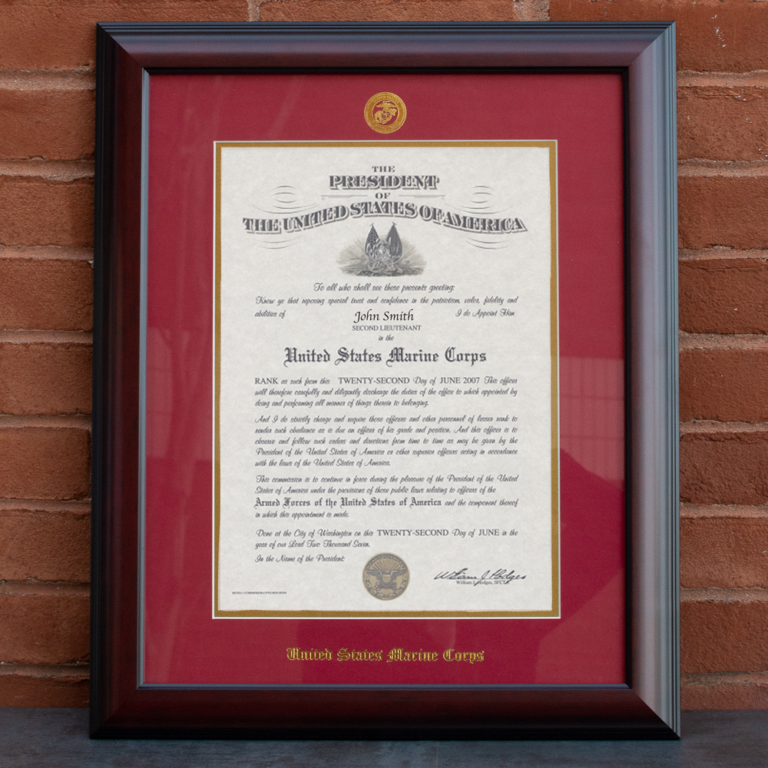 THE
PRESIDENT
OF
THE UNITED STATES OF AMERICA
To all who shall see these presents greeting:
Know ye that reposing special trust and confidence in the patriotism, valor, fidelity and
abilities of John Smith I do Appoint Him
SECOND LIEUTENANT
in the
United States Marine Corps
RANK as such from the TWENTY-SECOND Day of JUNE 2007 This officer
will therefore carefully and diligently discharge the duties of the office to which appointed by
doing and performing all manner of things thereto in belonging.
And I do strictly charge and require those officers and other personnel of lesser rank to
render such obedience as is due an officer of his grade and position. And this officer is to
observe and follow such orders and directions from time to time as may be given by the
President of the United States of America or other superior officers acting in accordance
with the laws of the United States of America.
This commission is to continue in force during the pleasure of the President of the United
States of America under the provisions of those public laws relating to officers of the
Armed Forces of the United States of America and the component thereof
in which this appointment is made.
Done at the City of Washington on this TWENTY-SECOND Day of JUNE in the
year of our Lord Two Thousand Seven.
In the Name of the President:
William J. Hodges
William J. Hodges,
United States Marine Corps